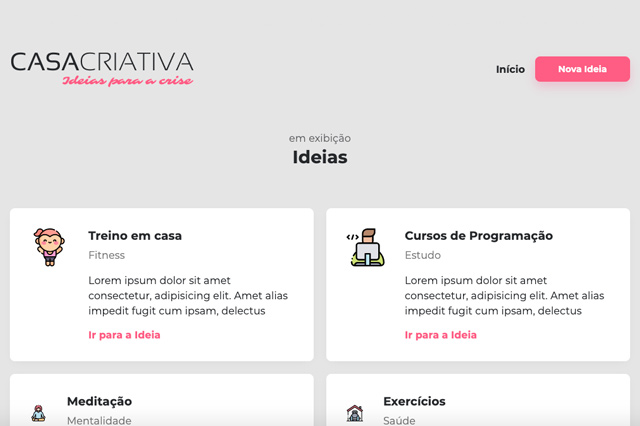 CASACRIATIVA
Ideias para a crise
Início
Nova Ideia
em exibição
Ideias
Treino em casa
Fitness
Lorem ipsum dolor sit amet
consectetur, adipisicing elit. Amet alias
impedit fugit cum ipsam, delectus
Ir para a Ideia
Cursos de Programação
Estudo
Lorem ipsum dolor sit amet
consectetur, adipisicing elit. Amet alias
impedit fugit cum ipsam, delectus
Ir para a Ideia
Meditação
Mentalidade
Exercícios
Saúde